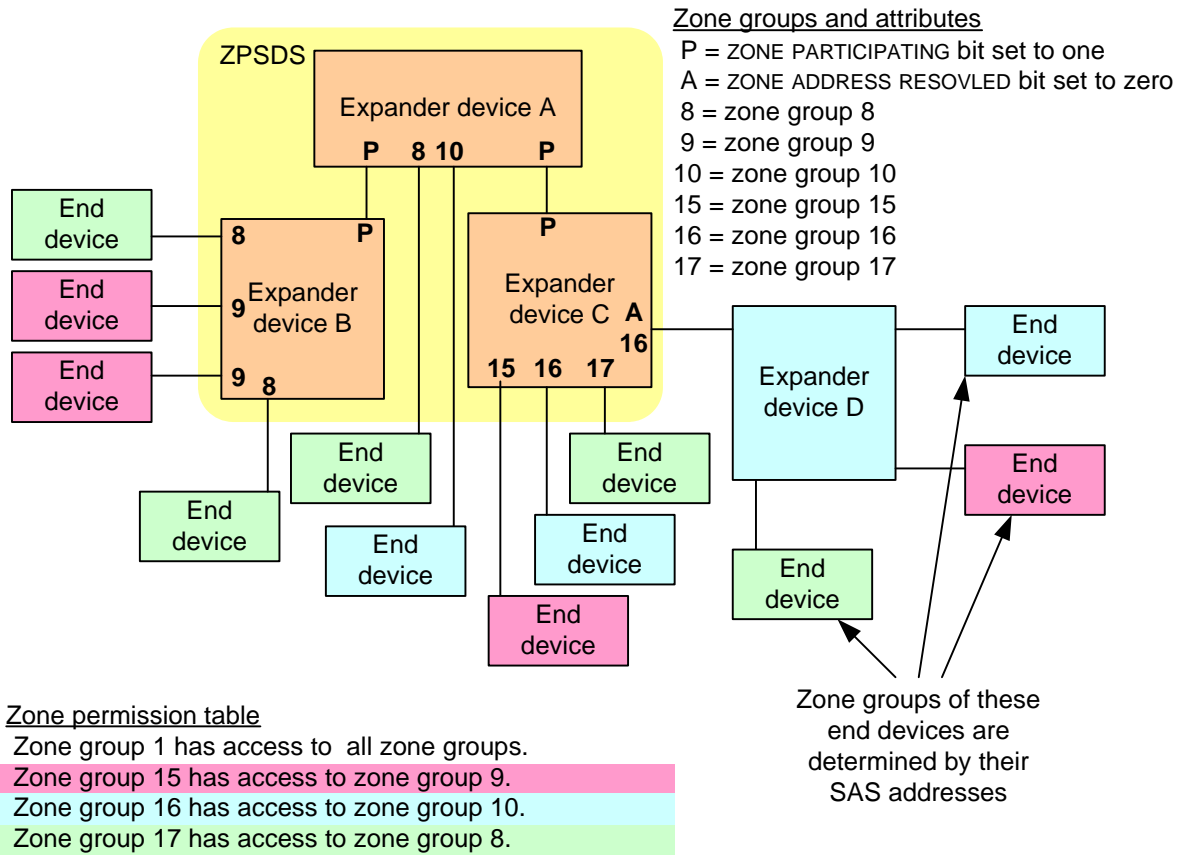 Zone groups and attributes
P = ZONE PARTICIPATING bit set to one
A = ZONE ADDRESS RESOVLED bit set to zero
8 = zone group 8
9 = zone group 9
10 = zone group 10
15 = zone group 15
16 = zone group 16
17 = zone group 17
ZPSDS
Expander device A
P 8 10 P
End
device
End
device
End
device
8
P
9
Expander
device B
9
8
P
Expander
device C
A
16
15 16 17
Expander
device D
End
device
End
device
End
device
End
device
End
device
End
device
End
device
End
device
End
device
End
device
Zone groups of these
end devices are
determined by their
SAS addresses
Zone permission table
Zone group 1 has access to all zone groups.
Zone group 15 has access to zone group 9.
Zone group 16 has access to zone group 10.
Zone group 17 has access to zone group 8.